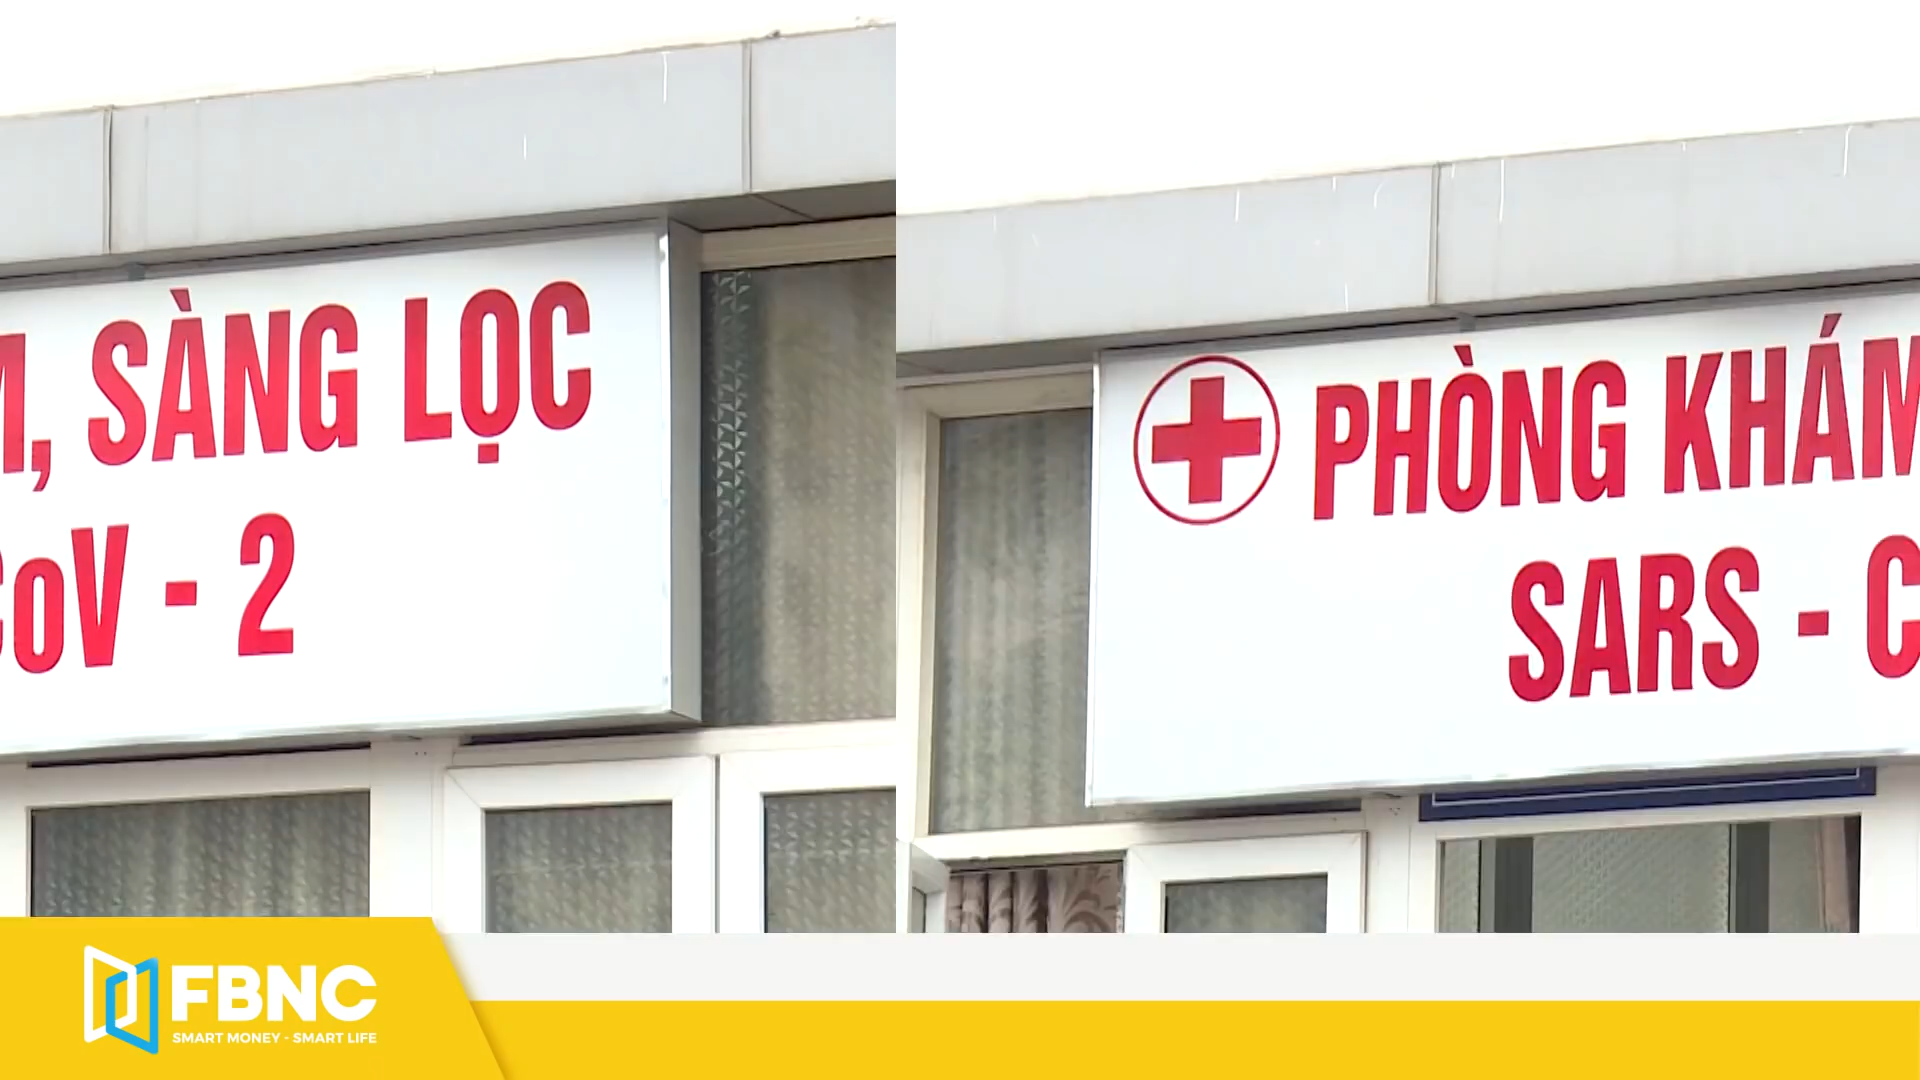 M, SÀNG LỌC
CoV - 2
PHÒNG KHÁM
SARS - C
FBNC
SMART MONEY - SMART LIFE